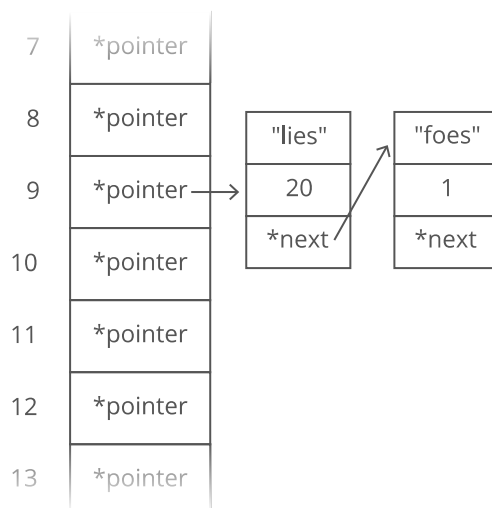 7 *pointer
8 *pointer
"lies" "foes"
9 *pointer 20 1
*next *next
10 *pointer
11 *pointer
12 *pointer
13 *pointer